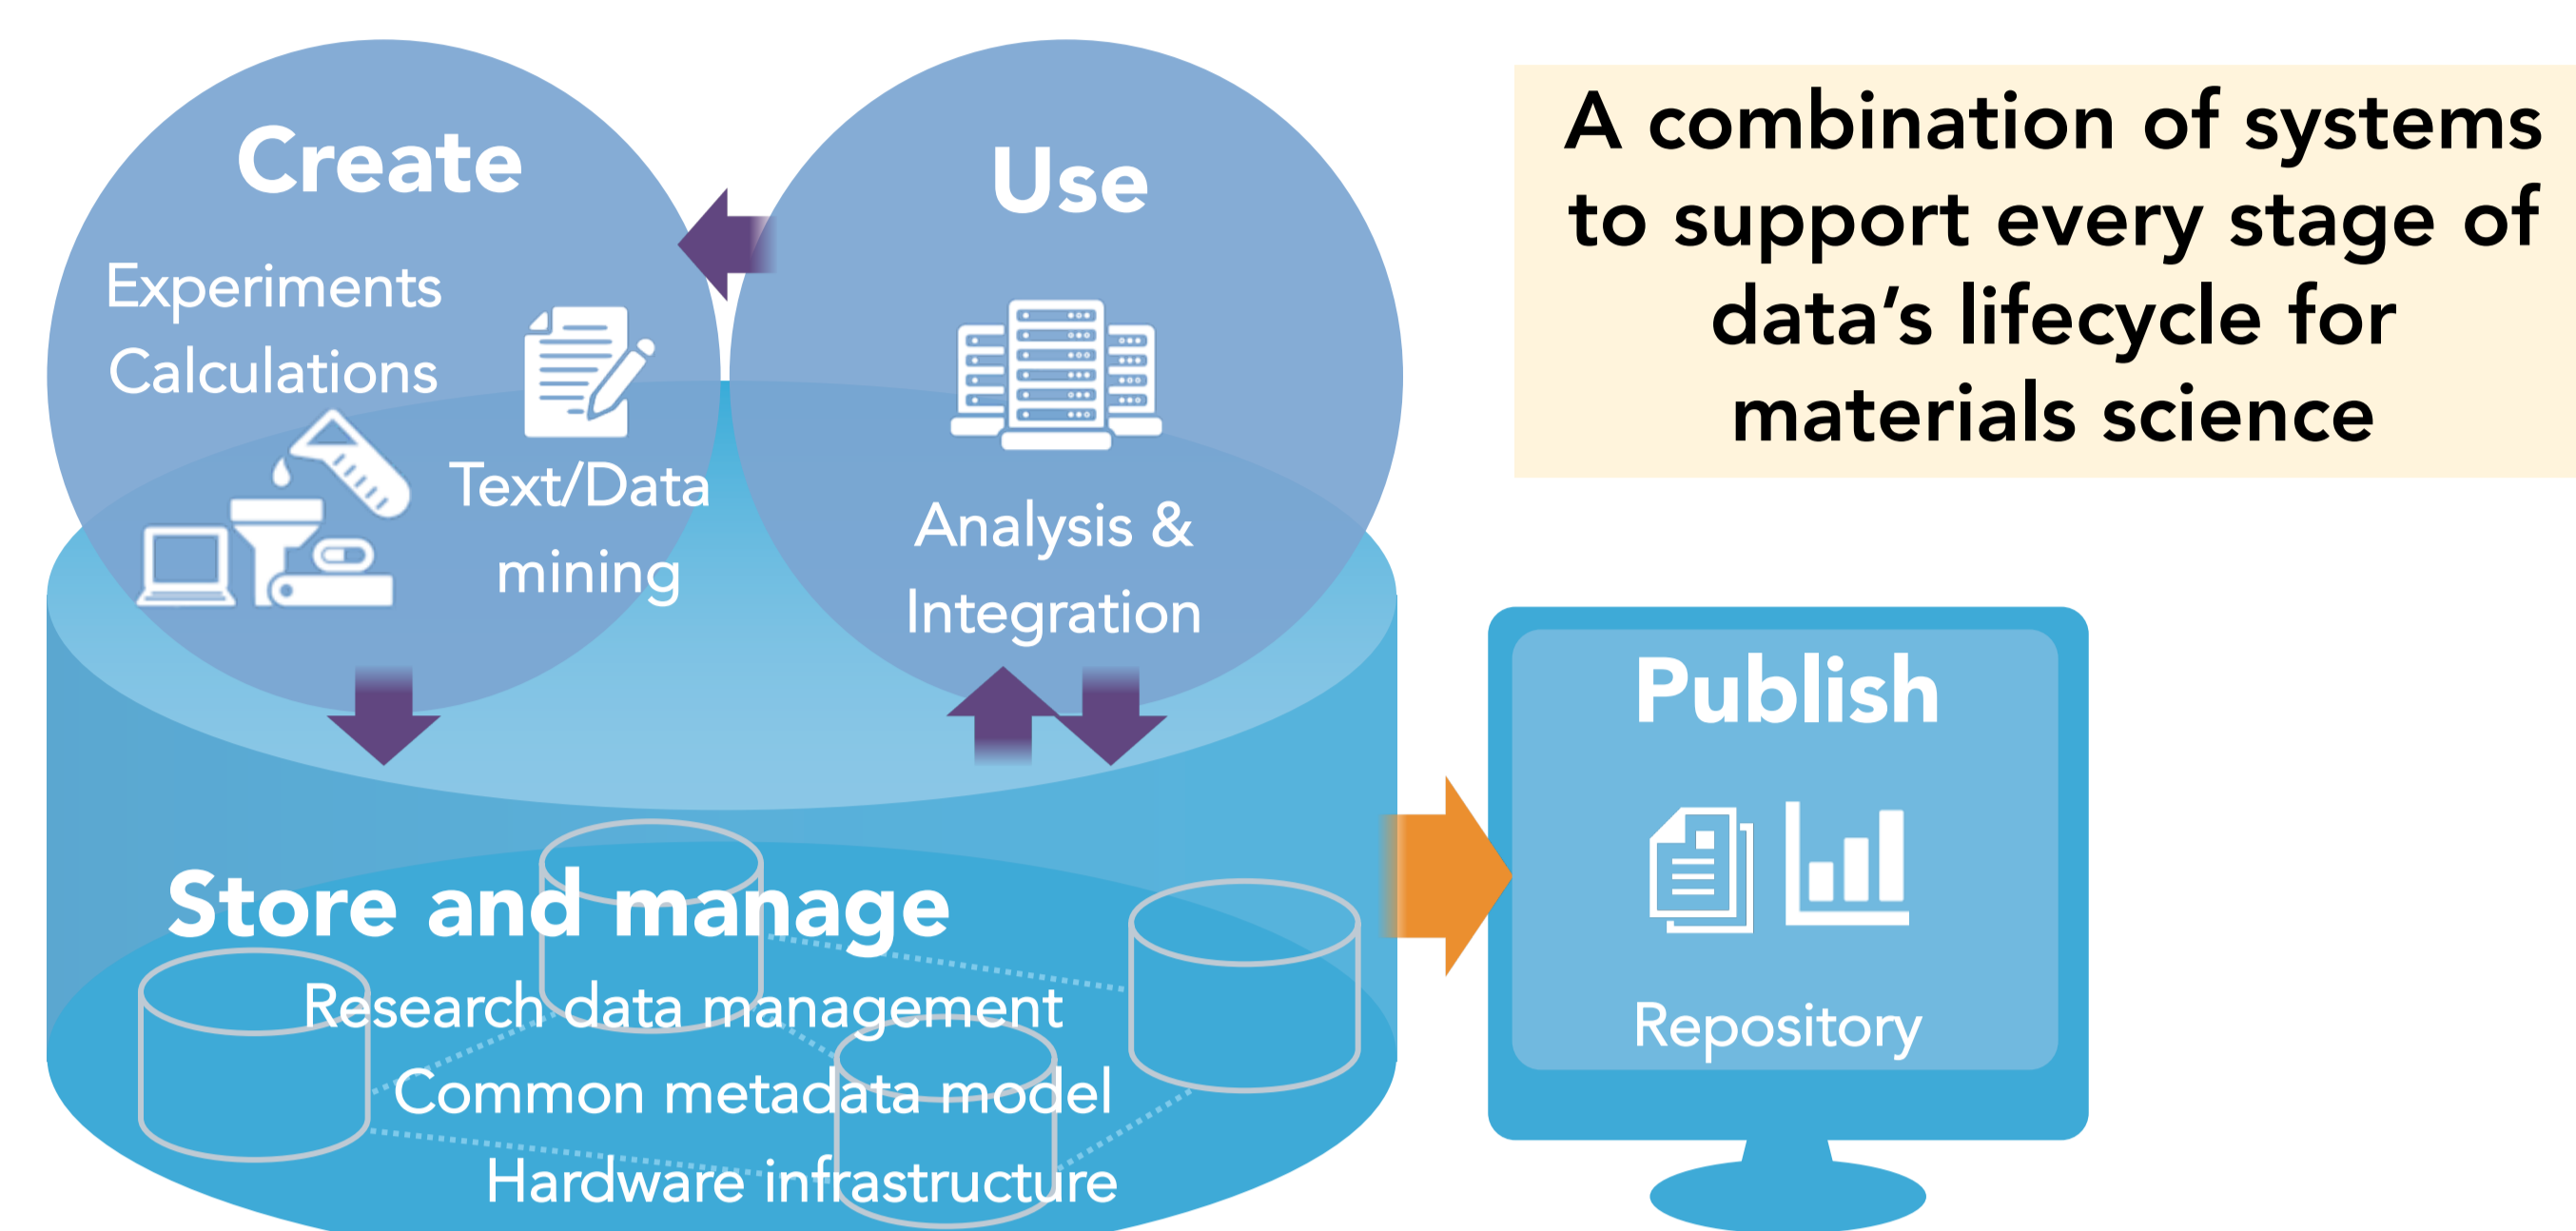 Create
Experiments
Calculations
Text/Data
mining
Use
Analysis &
Integration
A combination of systems
to support every stage of
data’s lifecycle for
materials science
Store and manage
Research data management
Common metadata model
Hardware infrastructure
Publish
Repository